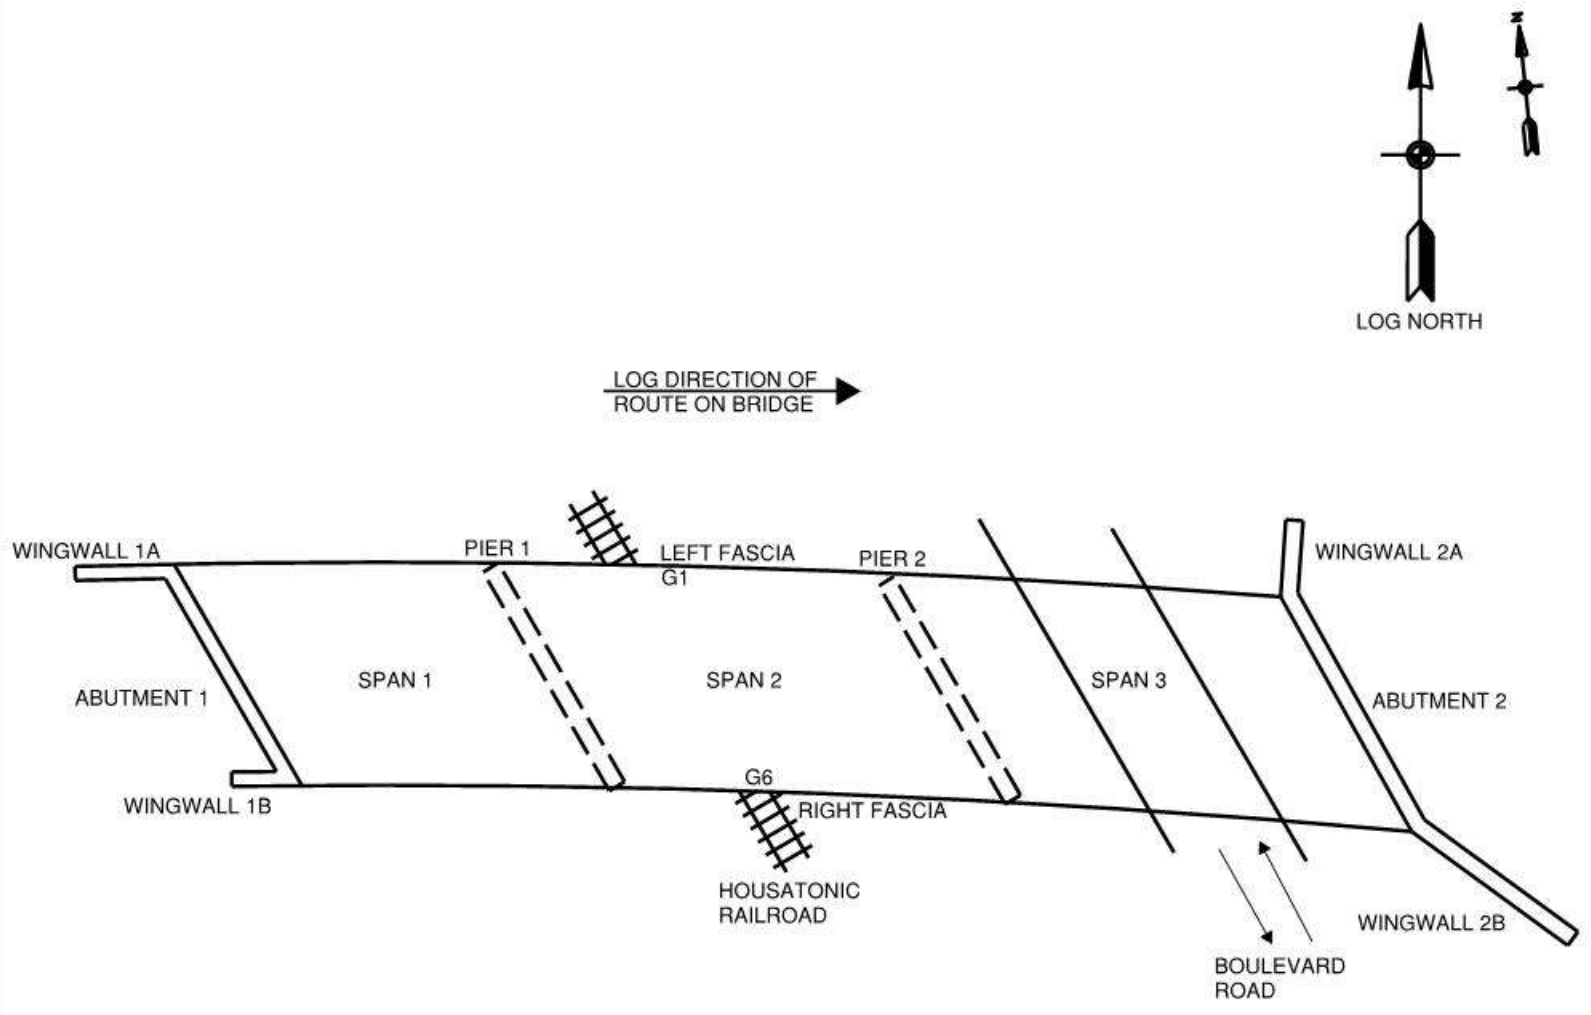 N
LOG NORTH
LOG DIRECTION OF
ROUTE ON BRIDGE
WINGWALL 1A
PIER 1
LEFT FASCIA
G1
PIER 2
WINGWALL 2A
SPAN 1
SPAN 2
SPAN 3
ABUTMENT 1
ABUTMENT 2
WINGWALL 1B
G6
RIGHT FASCIA
HOUSATONIC
RAILROAD
WINGWALL 2B
BOULEVARD
ROAD